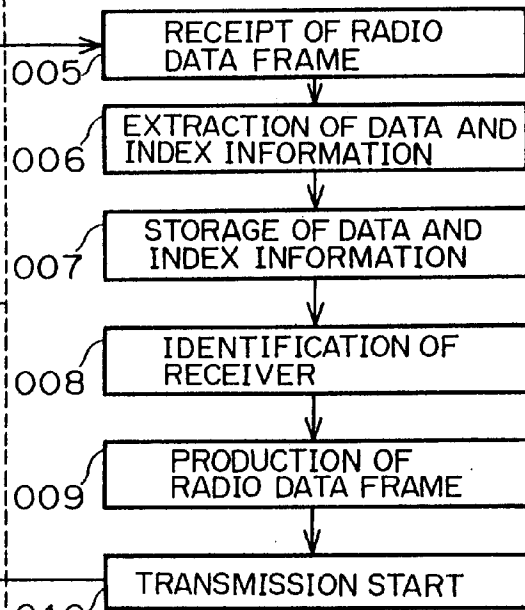 RECEIPT OF RADIO
DATA FRAME
005
EXTRACTION OF DATA AND
INDEX INFORMATION
006
STORAGE OF DATA AND
INDEX INFORMATION
007
IDENTIFICATION OF
RECEIVER
008
PRODUCTION OF
RADIO DATA FRAME
009
TRANSMISSION START